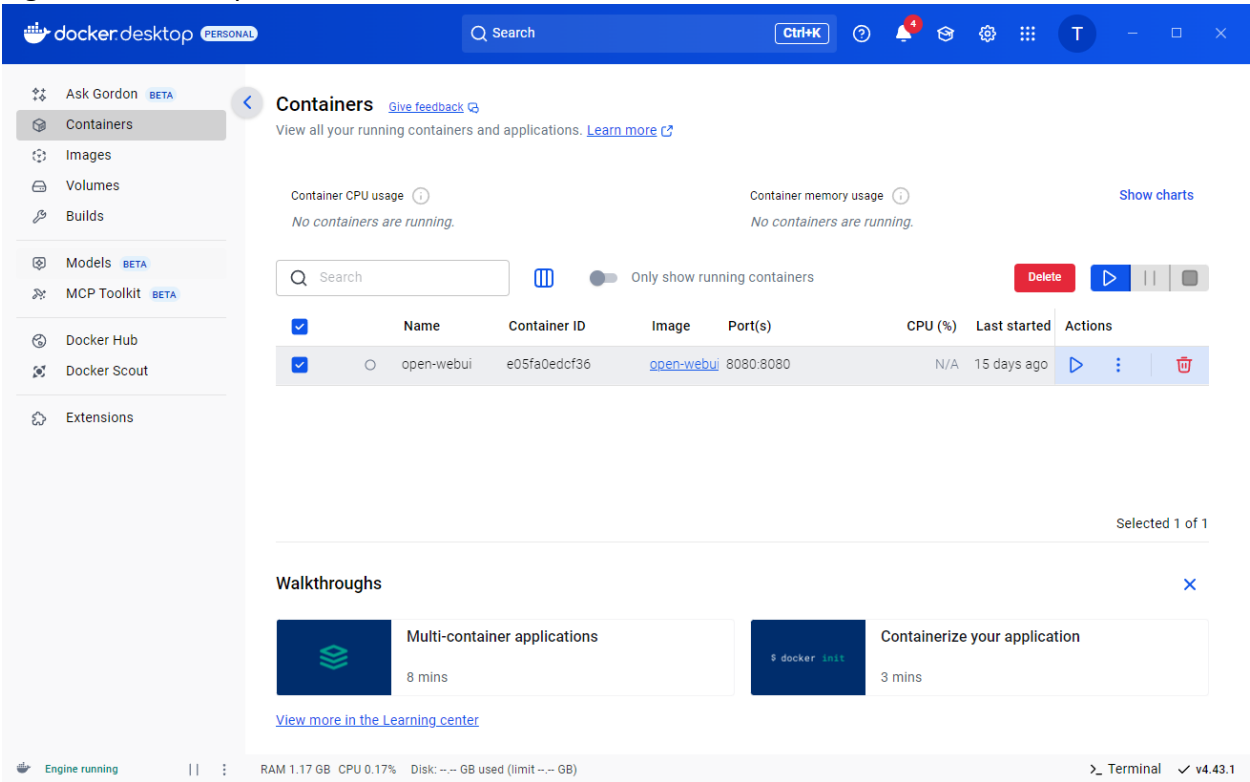 docker.desktop PERSONAL
Search
Ctrl+K
4
T
Ask Gordon BETA
Containers
Images
Volumes
Builds
Models BETA
MCP Toolkit BETA
Docker Hub
Docker Scout
Extensions
Containers Give feedback
View all your running containers and applications. Learn more
Container CPU usage
No containers are running.
Container memory usage
No containers are running.
Show charts
Search
Only show running containers
Delete
Name Container ID Image Port(s) CPU (%) Last started Actions
open-webui e05fa0edcf36 open-webui 8080:8080 N/A 15 days ago
Selected 1 of 1
Walkthroughs
Multi-container applications
8 mins
$ docker init
Containerize your application
3 mins
View more in the Learning center
Engine running
RAM 1.17 GB CPU 0.17% Disk: --.-- GB used (limit --.-- GB)
>_ Terminal
v4.43.1